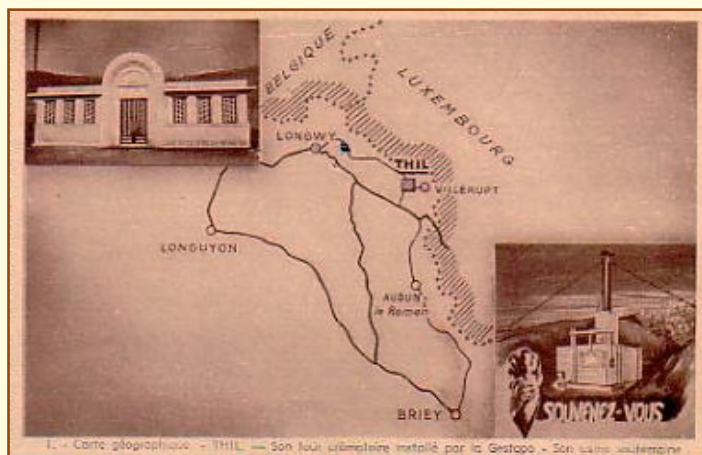 BELGIQUE
LUXEMBOURG
LONGWY
THIL
VILLERUPT
LONGUYON
AUDUN
le Roman
BRIEY
SOUVENEZ-VOUS
1. - Carte géographique - THIL - Son four crématoire installé par la Gestapo - Son usine souterraine